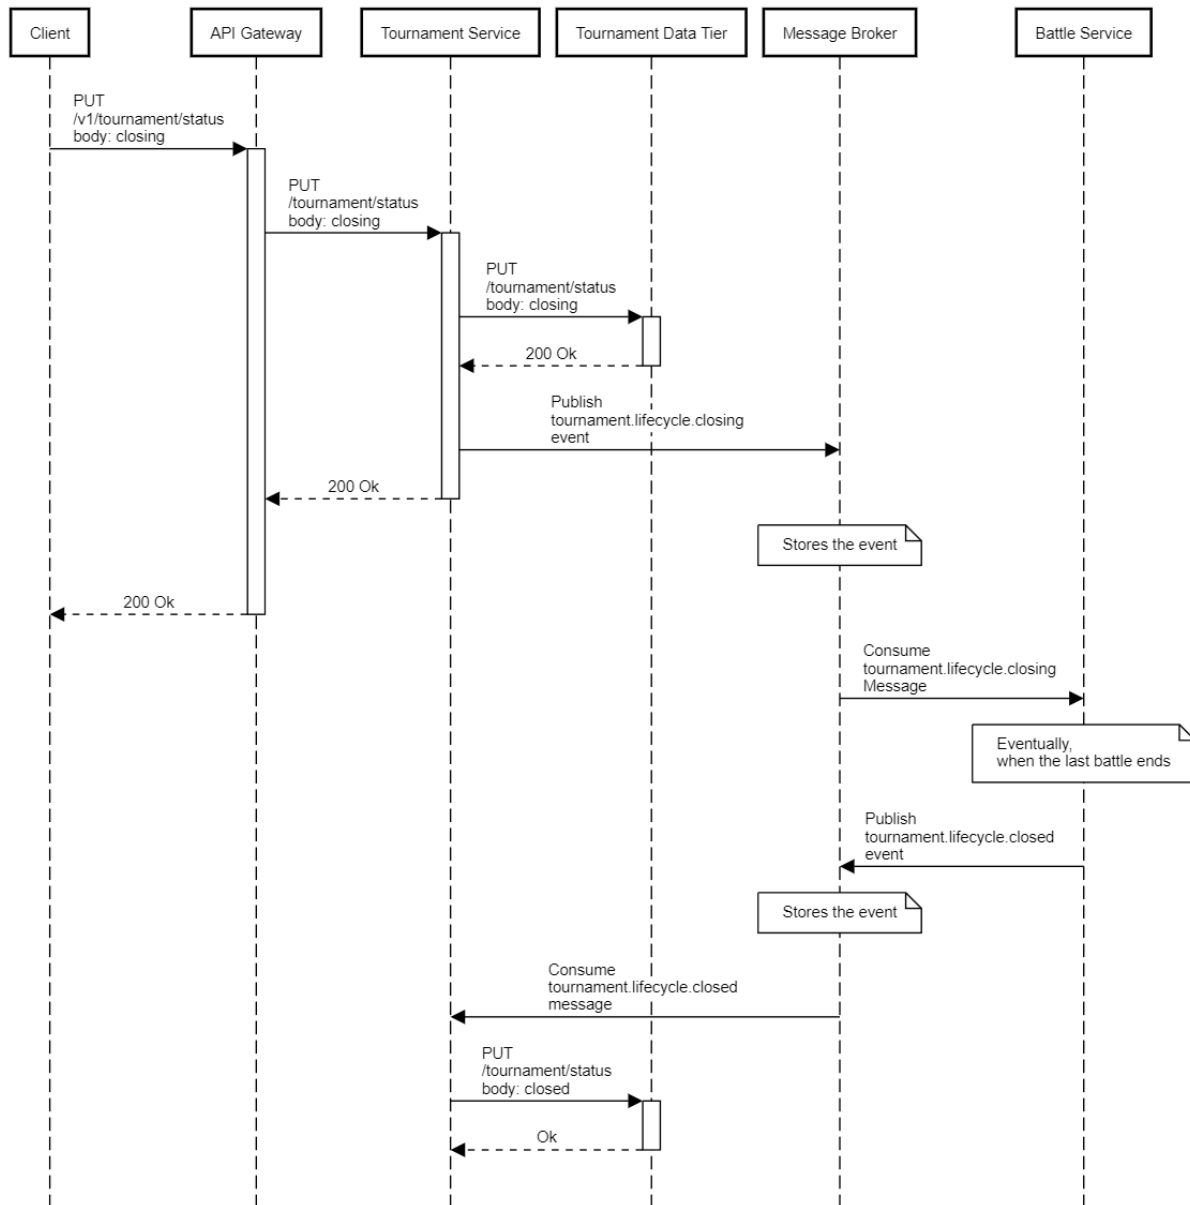 Client
API Gateway
Tournament Service
Tournament Data Tier
Message Broker
Battle Service
PUT
/v1/tournament/status
body: closing
PUT
/tournament/status
body: closing
PUT
/tournament/status
body: closing
200 Ok
Publish
tournament.lifecycle.closing
event
200 Ok
Stores the event
200 Ok
Consume
tournament.lifecycle.closing
Message
Eventually,
when the last battle ends
Publish
tournament.lifecycle.closed
event
Stores the event
Consume
tournament.lifecycle.closed
message
PUT
/tournament/status
body: closed
Ok